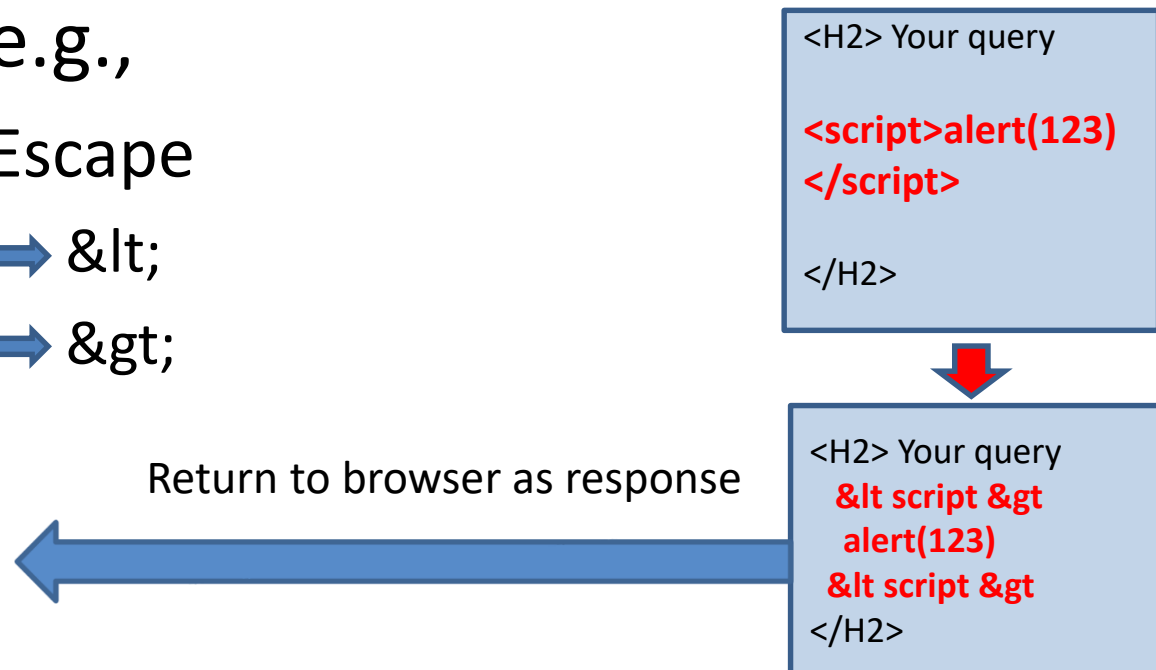 e.g.,
Escape
&lt;
&gt;
<H2> Your query
<script>alert(123)
</script>
</H2>
Return to browser as response
<H2> Your query
&lt script &gt
alert(123)
&lt script &gt
</H2>